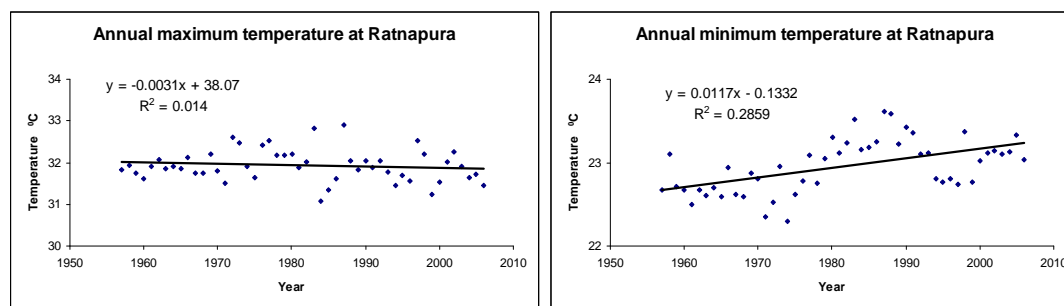 Annual maximum temperature at Ratnapura
y = -0.0031x + 38.07
R² = 0.014
Temperature ⁰C
34
33
32
31
30
1950 1960 1970 1980 1990 2000 2010
Year
Annual minimum temperature at Ratnapura
y = 0.0117x - 0.1332
R² = 0.2859
Temperature ⁰C
24
23
22
1950 1960 1970 1980 1990 2000 2010
Year